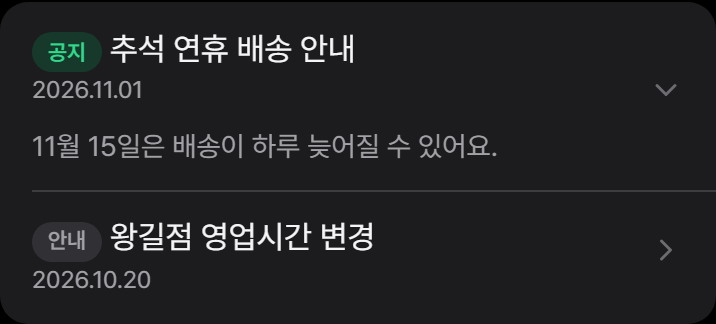 공지 추석 연휴 배송 안내
2026.11.01
11월 15일은 배송이 하루 늦어질 수 있어요.
안내 왕길점 영업시간 변경
2026.10.20